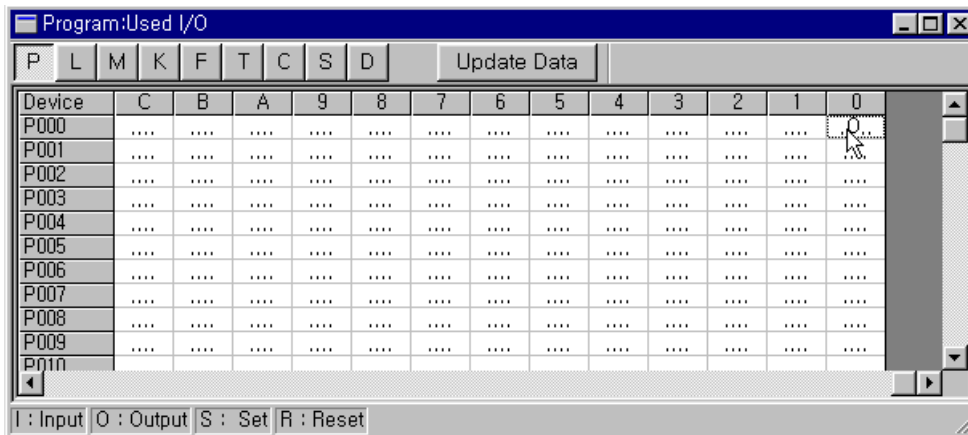 Program:Used I/O
P L M K F T C S D Update Data
Device C B A 9 8 7 6 5 4 3 2 1 0
P000 .... .... .... .... .... .... .... .... .... .... .... .... .O..
P001 .... .... .... .... .... .... .... .... .... .... .... .... ....
P002 .... .... .... .... .... .... .... .... .... .... .... .... ....
P003 .... .... .... .... .... .... .... .... .... .... .... .... ....
P004 .... .... .... .... .... .... .... .... .... .... .... .... ....
P005 .... .... .... .... .... .... .... .... .... .... .... .... ....
P006 .... .... .... .... .... .... .... .... .... .... .... .... ....
P007 .... .... .... .... .... .... .... .... .... .... .... .... ....
P008 .... .... .... .... .... .... .... .... .... .... .... .... ....
P009 .... .... .... .... .... .... .... .... .... .... .... .... ....
P010
I : Input O : Output S : Set R : Reset